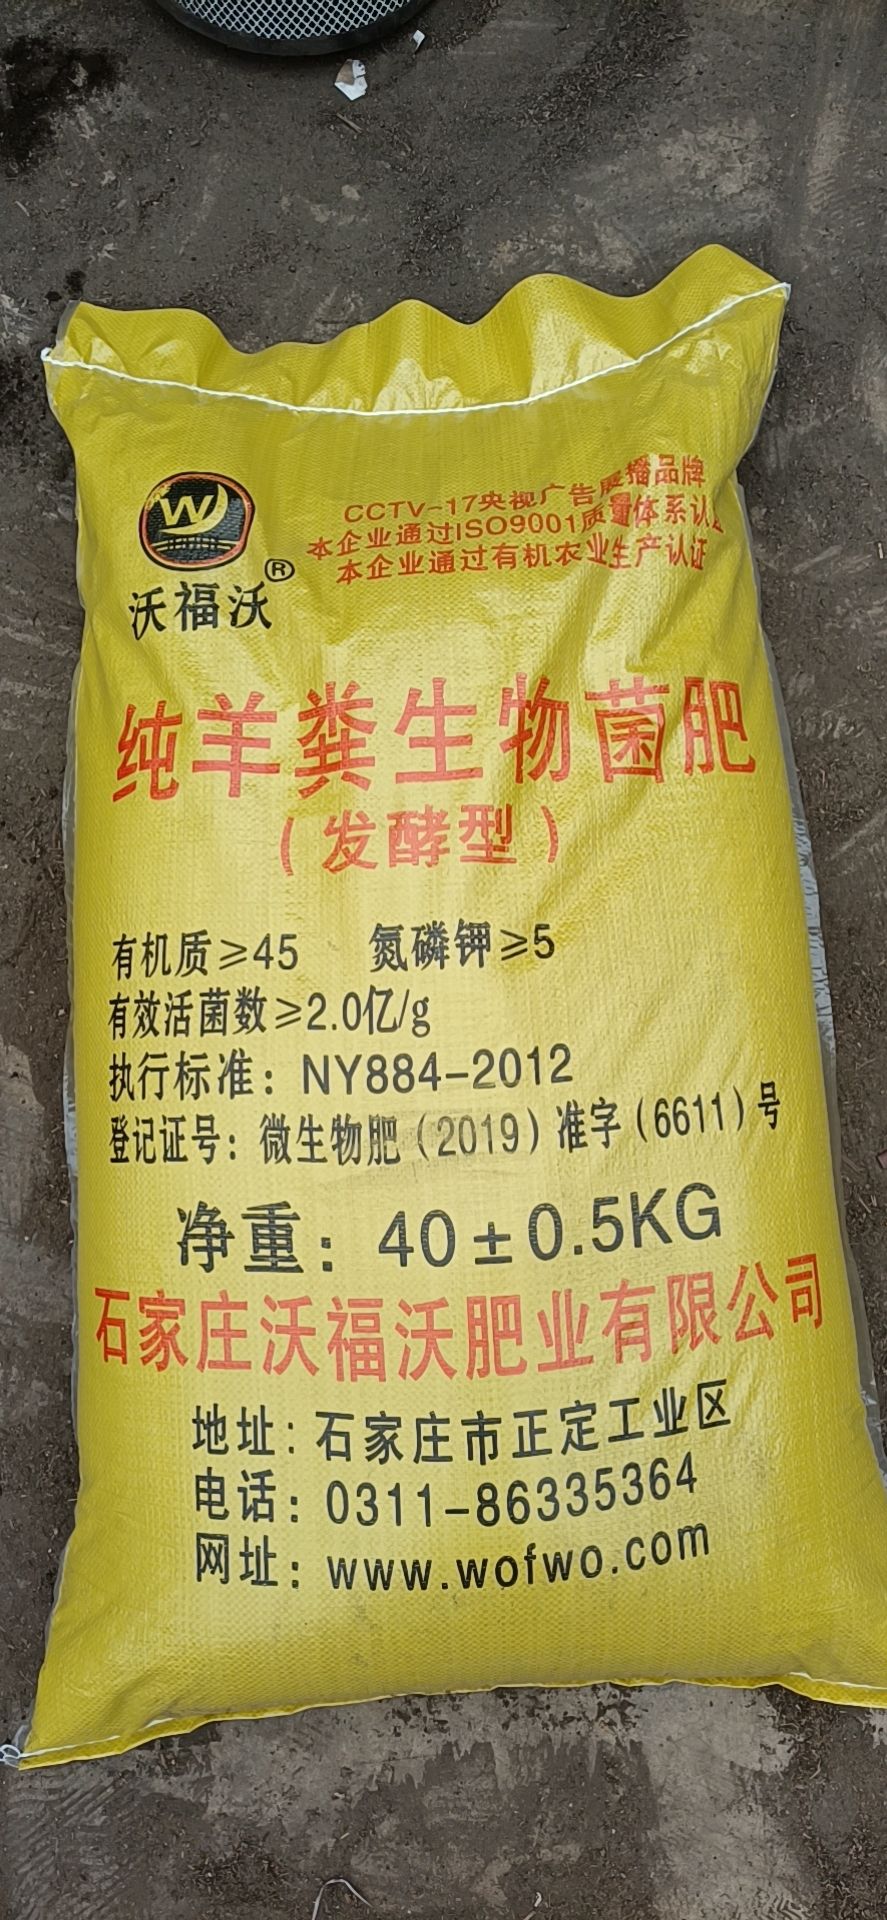 W
沃福沃®
CCTV-17央视广告展播品牌
本企业通过ISO9001质量体系认证
本企业通过有机农业生产认证
纯羊粪生物菌肥
(发酵型)
有机质≥45 氮磷钾≥5
有效活菌数≥2.0亿/g
执行标准：NY884-2012
登记证号：微生物肥(2019)准字(6611)号
净重：40±0.5KG
石家庄沃福沃肥业有限公司
地址：石家庄市正定工业区
电话：0311-86335364
网址：www.wofwo.com